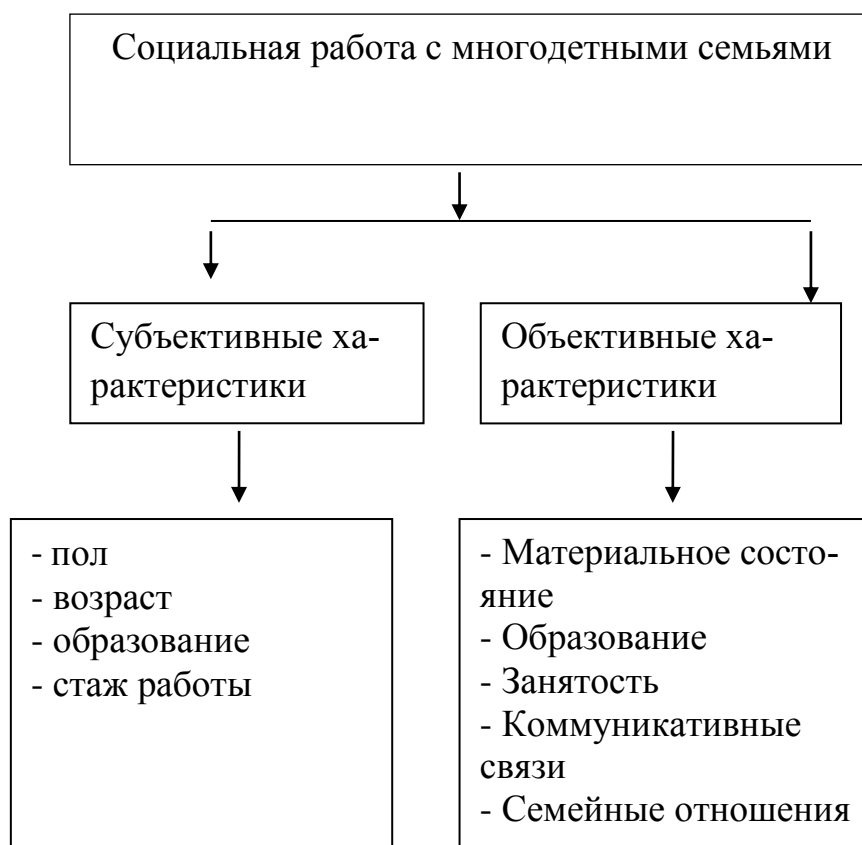 Социальная работа с многодетными семьями
Субъективные ха-
рактеристики
Объективные ха-
рактеристики
- пол
- возраст
- образование
- стаж работы
- Материальное состо-
яние
- Образование
- Занятость
- Коммуникативные
связи
- Семейные отношения